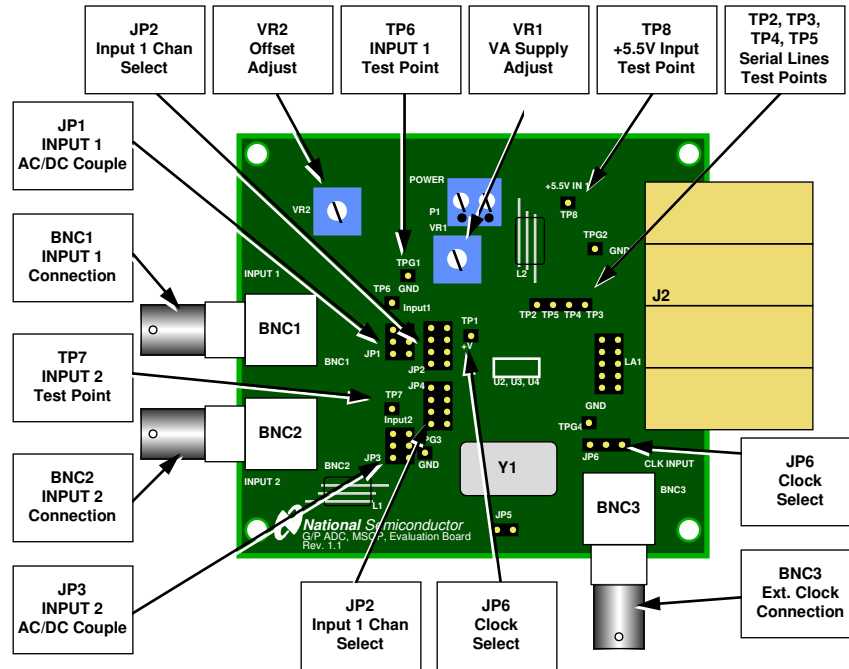 JP2
Input 1 Chan
Select
VR2
Offset
Adjust
TP6
INPUT 1
Test Point
VR1
VA Supply
Adjust
TP8
+5.5V Input
Test Point
TP2, TP3,
TP4, TP5
Serial Lines
Test Points
JP1
INPUT 1
AC/DC Couple
BNC1
INPUT 1
Connection
TP7
INPUT 2
Test Point
BNC2
INPUT 2
Connection
JP3
INPUT 2
AC/DC Couple
POWER
+5.5V IN 1
VR2
P1
TP8
VR1
TPG2
GND
L2
TPG1
GND
INPUT 1
TP6
Input1
J2
TP2 TP5 TP4 TP3
BNC1
TP1
+V
JP1
BNC1
JP2
LA1
U2, U3, U4
JP4
TP7
GND
Input2
BNC2
TPG4
PG3
JP3
GND
JP6
CLK INPUT
BNC2
INPUT 2
Y1
BNC3
BNC3
L1
JP5
National Semiconductor
G/P ADC, MSOP, Evaluation Board
Rev. 1.1
JP6
Clock
Select
BNC3
Ext. Clock
Connection
JP2
Input 1 Chan
Select
JP6
Clock
Select